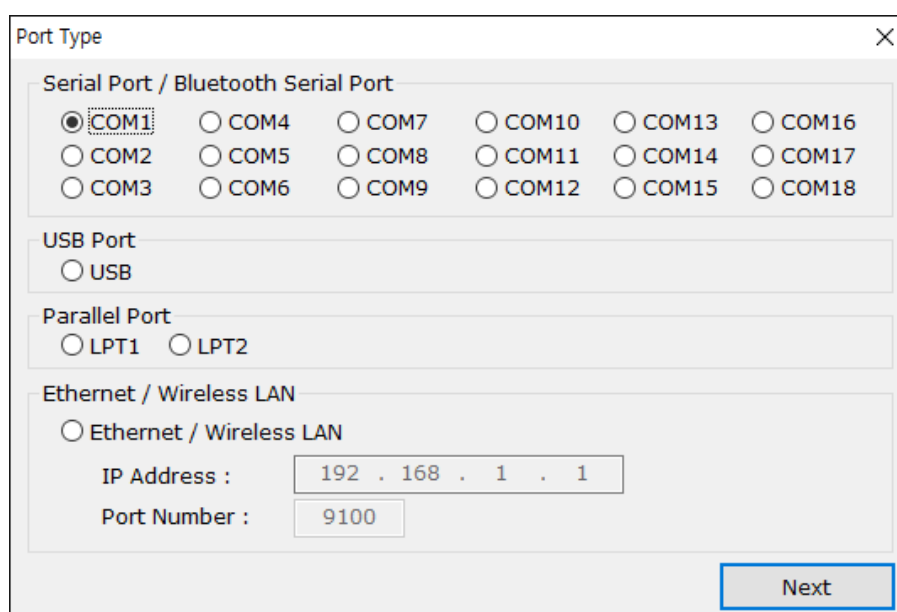 Port Type
Serial Port / Bluetooth Serial Port
COM1 COM4 COM7 COM10 COM13 COM16
COM2 COM5 COM8 COM11 COM14 COM17
COM3 COM6 COM9 COM12 COM15 COM18
USB Port
USB
Parallel Port
LPT1 LPT2
Ethernet / Wireless LAN
Ethernet / Wireless LAN
IP Address : 192 . 168 . 1 . 1
Port Number : 9100
Next